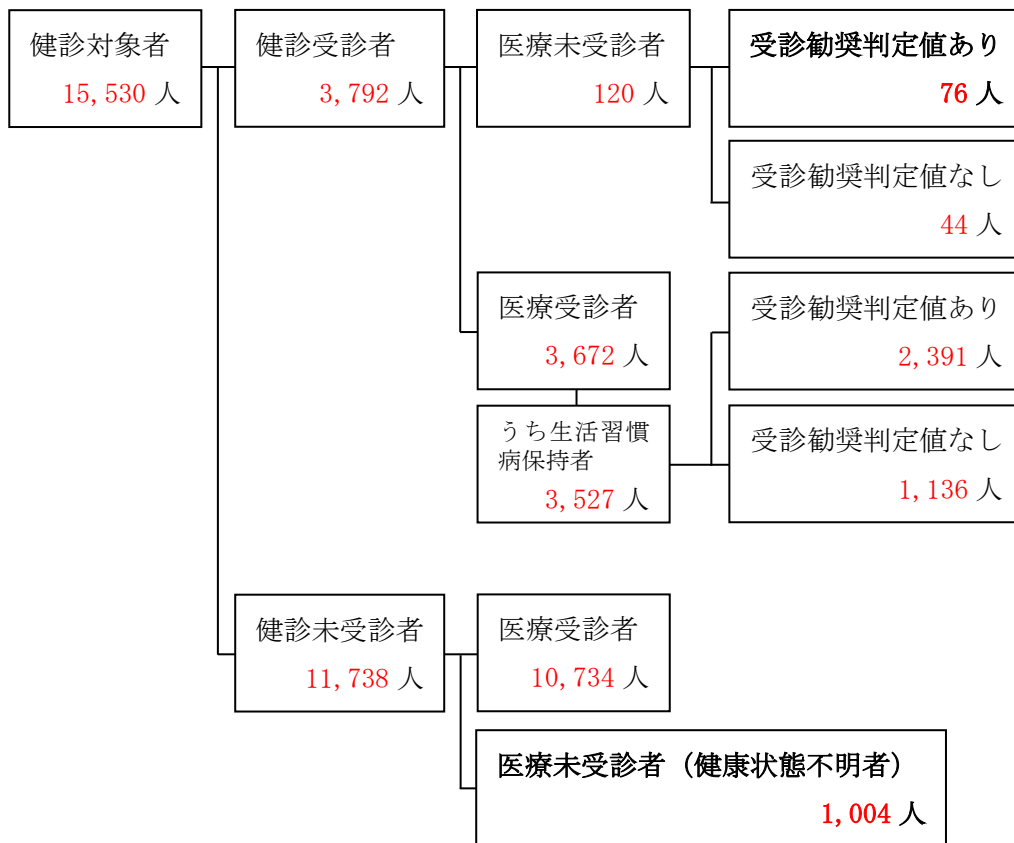 健診対象者
15,530 人
健診受診者
3,792 人
医療未受診者
120 人
受診勧奨判定値あり
76 人
受診勧奨判定値なし
44 人
医療受診者
3,672 人
受診勧奨判定値あり
2,391 人
うち生活習慣
病保持者
3,527 人
受診勧奨判定値なし
1,136 人
健診未受診者
11,738 人
医療受診者
10,734 人
医療未受診者（健康状態不明者）
1,004 人